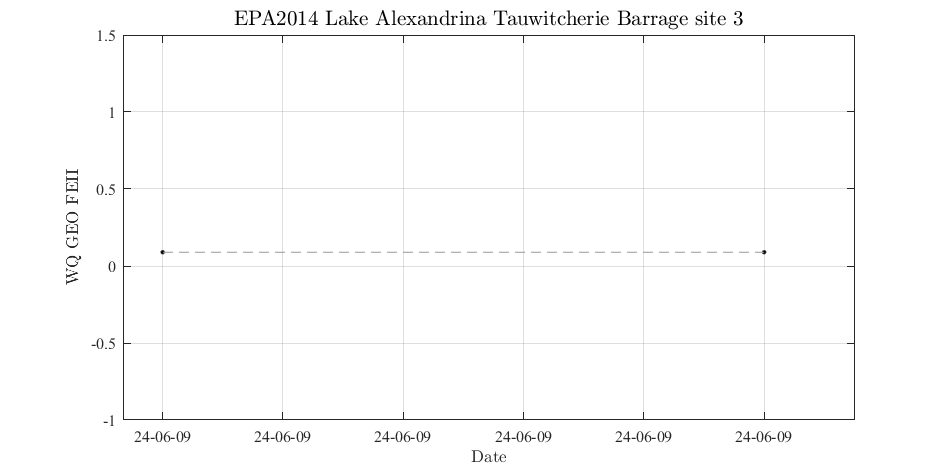 EPA2014 Lake Alexandrina Tauwitcherie Barrage site 3
1.5
1
0.5
0
-0.5
-1
WQ GEO FEII
24-06-09 24-06-09 24-06-09 24-06-09 24-06-09 24-06-09
Date